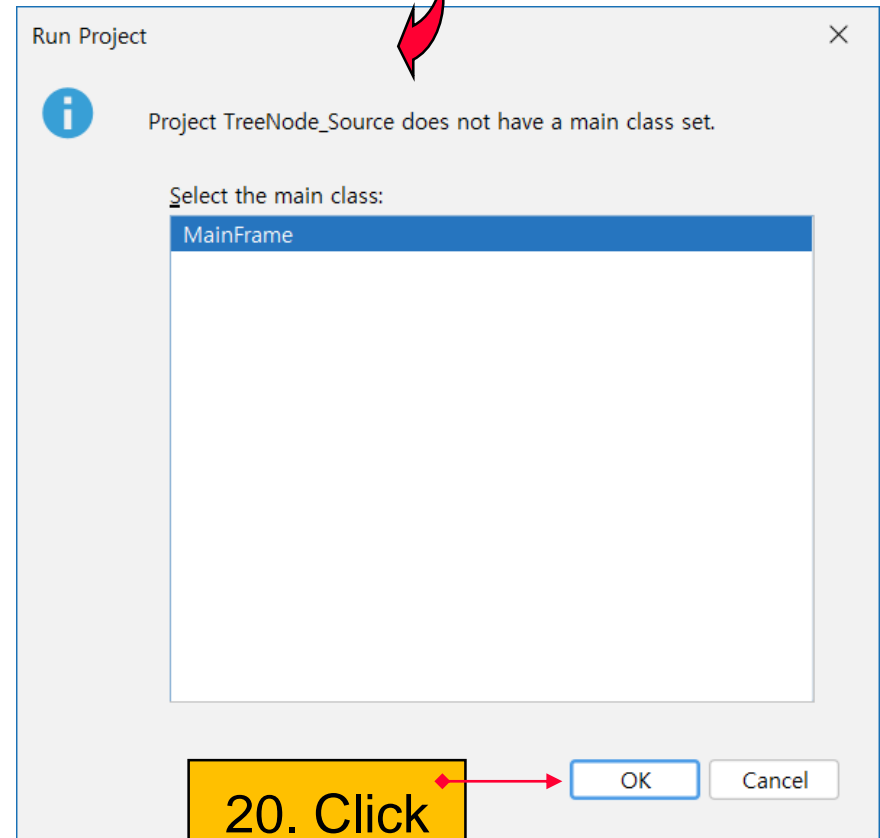 Run Project
Project TreeNode_Source does not have a main class set.
Select the main class:
MainFrame
OK Cancel
20. Click